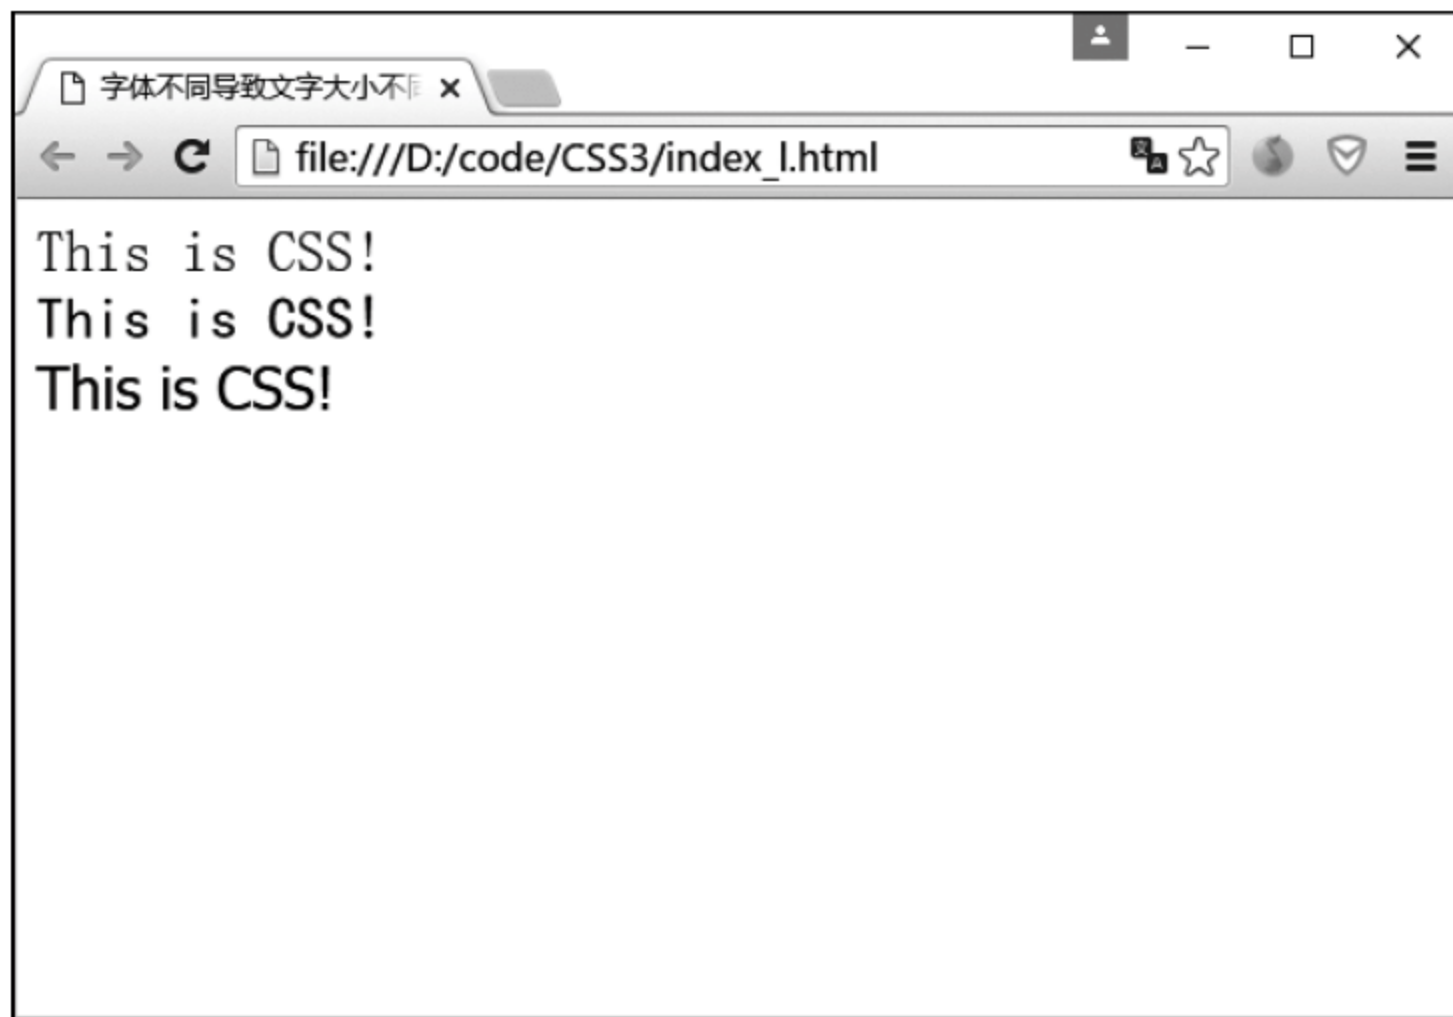 字体不同导致文字大小不
file:///D:/code/CSS3/index_l.html
This is CSS!
This is CSS!
This is CSS!